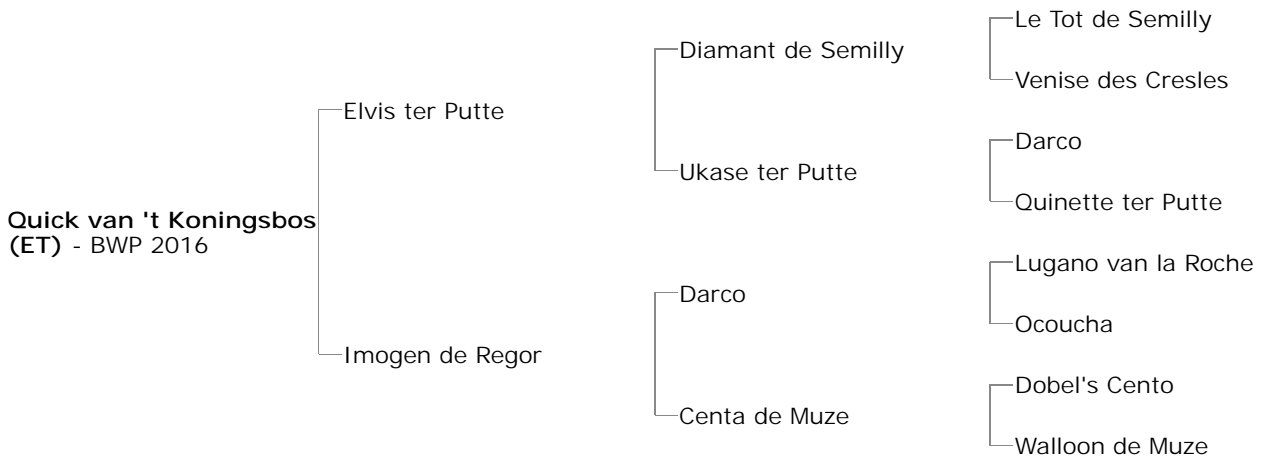 Le Tot de Semilly
Diamant de Semilly
Venise des Cresles
Elvis ter Putte
Darco
Ukase ter Putte
Quinette ter Putte
Quick van 't Koningsbos
(ET) - BWP 2016
Lugano van la Roche
Darco
Ocoucha
Imogen de Regor
Dobel's Cento
Centa de Muze
Walloon de Muze